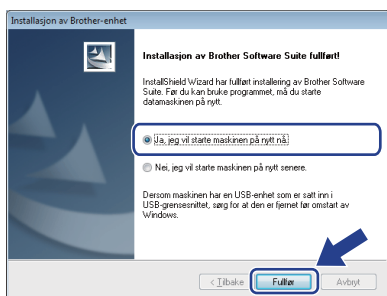 Installasjon av Brother-enhet
Installasjon av Brother Software Suite fullført!
InstallShield Wizard har fullført installering av Brother Software
Suite. Før du kan bruke programmet, må du starte
datamaskinen på nytt.
Ja, jeg vil starte maskinen på nytt nå.
Nei, jeg vil starte maskinen på nytt senere.
Dersom maskinen har en USB-enhet som er satt inn i
USB-grensesnittet, sørg for at den er fjernet før omstart av
Windows.
< Tilbake Fullfør Avbryt